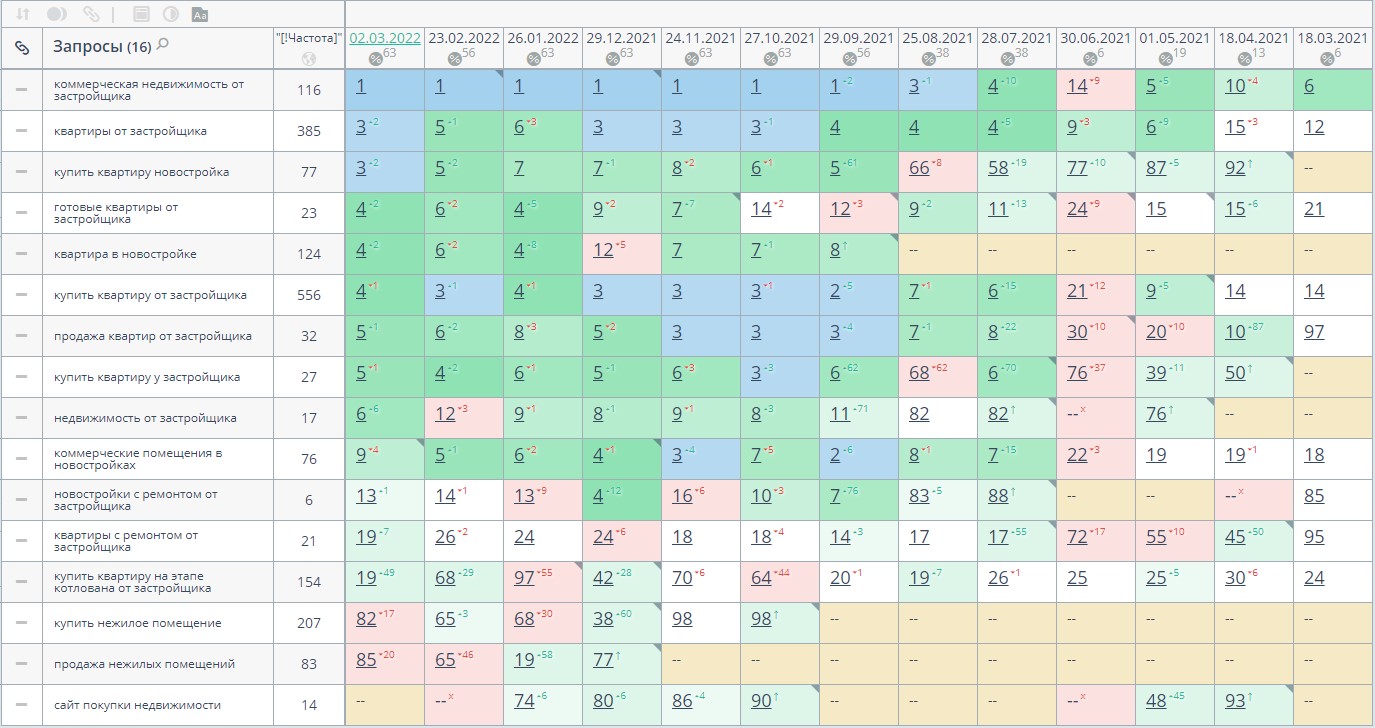 Aa
Запросы (16) "[!Частота]" 02.03.2022 23.02.2022 26.01.2022 29.12.2021 24.11.2021 27.10.2021 29.09.2021 25.08.2021 28.07.2021 30.06.2021 01.05.2021 18.04.2021 18.03.2021
% 63 % 56 % 63 % 63 % 63 % 63 % 56 % 38 % 38 % 6 % 19 % 13 % 6
коммерческая недвижимость от
застройщика
116 1 1 1 1 1 1 1 +2 3 +1 4 +10 14 -9 5 +5 10 -4 6
квартиры от застройщика 385 3 +2 5 +1 6 -3 3 3 3 +1 4 4 4 +5 9 -3 6 +9 15 -3 12
купить квартиру новостройка 77 3 +2 5 +2 7 7 +1 8 -2 6 -1 5 +61 66 -8 58 +19 77 +10 87 +5 92 ↑ --
готовые квартиры от
застройщика
23 4 +2 6 -2 4 +5 9 -2 7 +7 14 -2 12 -3 9 +2 11 +13 24 -9 15 15 +6 21
квартира в новостройке 124 4 +2 6 -2 4 +8 12 -5 7 7 +1 8 ↑ -- -- -- -- -- --
купить квартиру от застройщика 556 4 -1 3 +1 4 -1 3 3 3 -1 2 +5 7 -1 6 +15 21 -12 9 +5 14 14
продажа квартир от застройщика 32 5 +1 6 +2 8 -3 5 -2 3 3 3 +4 7 +1 8 +22 30 -10 20 -10 10 +87 97
купить квартиру у застройщика 27 5 -1 4 +2 6 -1 5 +1 6 -3 3 +3 6 +62 68 -62 6 +70 76 -37 39 +11 50 ↑ --
недвижимость от застройщика 17 6 +6 12 -3 9 -1 8 +1 9 -1 8 +3 11 +71 82 82 ↑ -- x 76 ↑ -- --
коммерческие помещения в
новостройках
76 9 -4 5 +1 6 -2 4 -1 3 +4 7 -5 2 +6 8 -1 7 +15 22 -3 19 19 -1 18
новостройки с ремонтом от
застройщика
6 13 +1 14 -1 13 -9 4 +12 16 -6 10 -3 7 +76 83 +5 88 ↑ -- -- -- x 85
квартиры с ремонтом от
застройщика
21 19 +7 26 -2 24 24 -6 18 18 -4 14 +3 17 17 +55 72 -17 55 -10 45 +50 95
купить квартиру на этапе
котлована от застройщика
154 19 +49 68 +29 97 -55 42 +28 70 -6 64 -44 20 -1 19 +7 26 -1 25 25 +5 30 -6 24
купить нежилое помещение 207 82 -17 65 +3 68 -30 38 +60 98 98 ↑ -- -- -- -- -- -- --
продажа нежилых помещений 83 85 -20 65 -46 19 +58 77 ↑ -- -- -- -- -- -- -- -- --
сайт покупки недвижимости 14 -- -- x 74 +6 80 +6 86 +4 90 ↑ -- -- -- -- x 48 +45 93 ↑ --